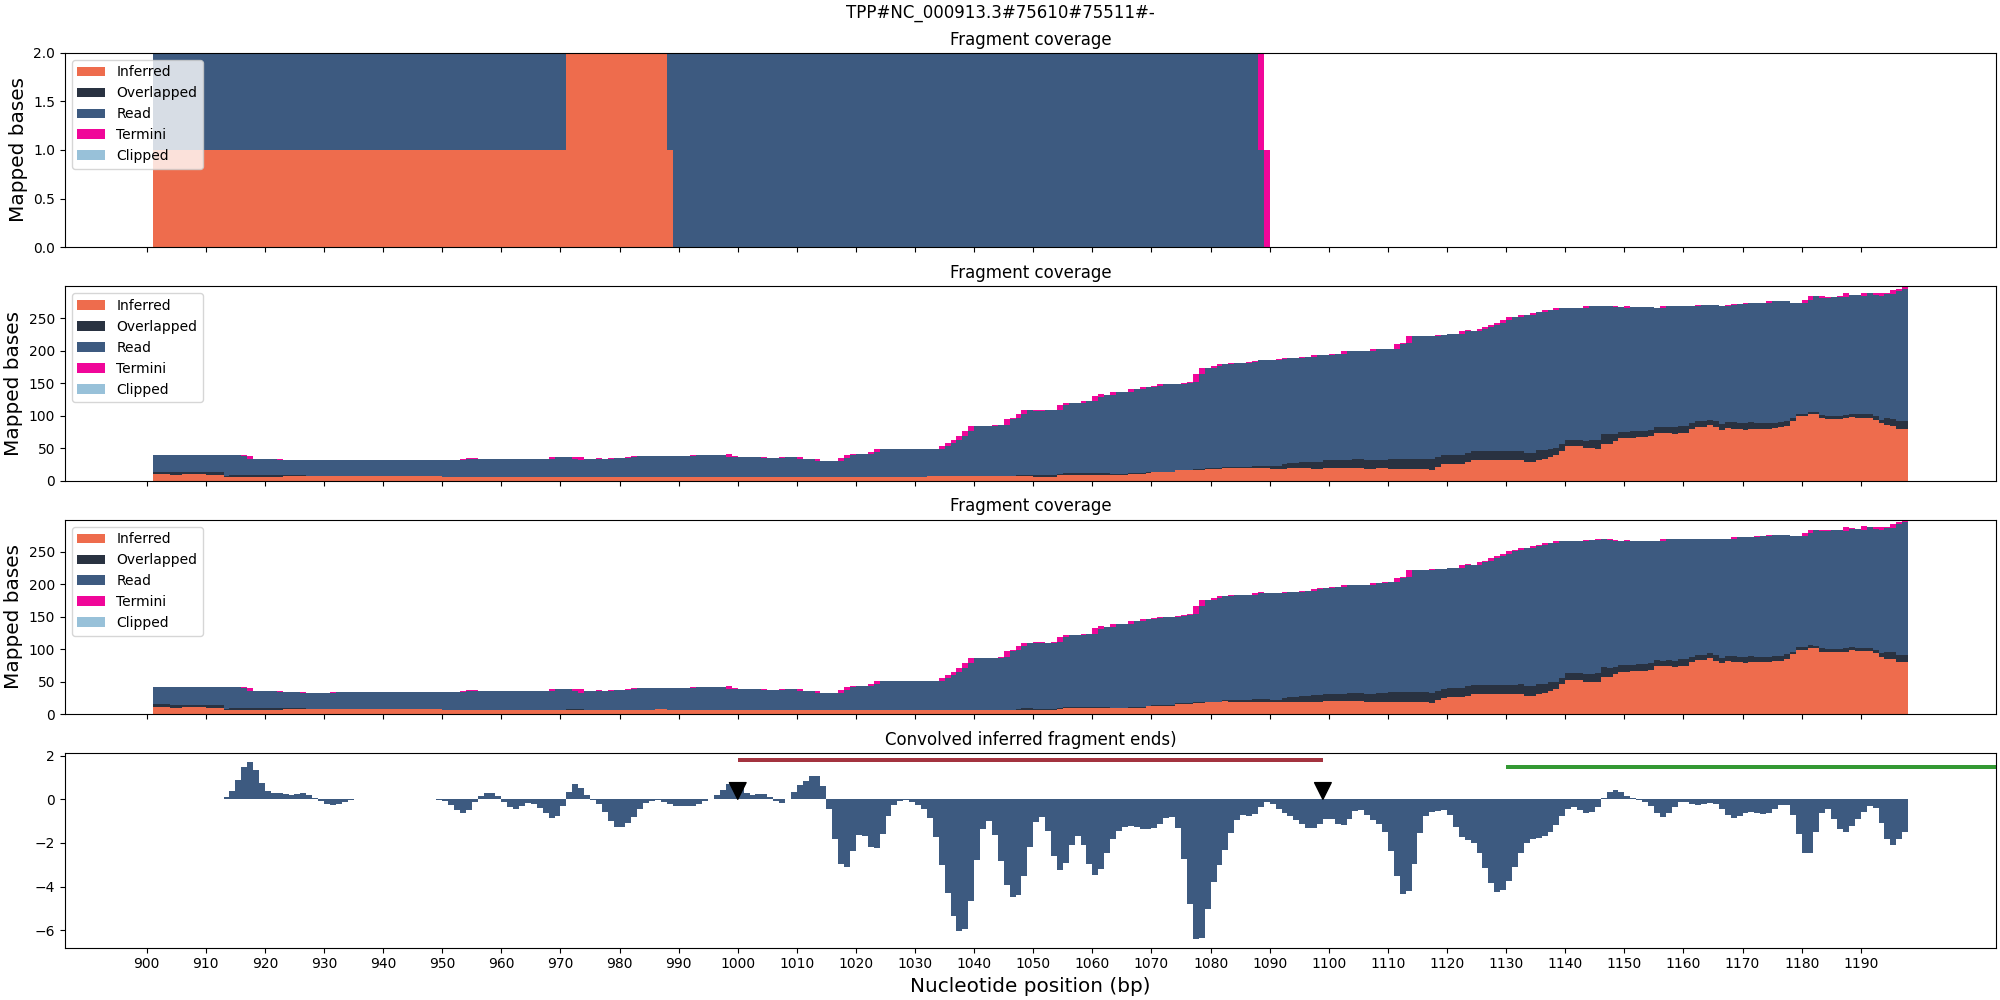 TPP#NC_000913.3#75610#75511#-
Fragment coverage
Mapped bases
2.0
1.5
1.0
0.5
0.0
Inferred
Overlapped
Read
Termini
Clipped
Fragment coverage
Mapped bases
250
200
150
100
50
0
Inferred
Overlapped
Read
Termini
Clipped
Fragment coverage
Mapped bases
250
200
150
100
50
0
Inferred
Overlapped
Read
Termini
Clipped
Convolved inferred fragment ends)
2
0
−2
−4
−6
900 910 920 930 940 950 960 970 980 990 1000 1010 1020 1030 1040 1050 1060 1070 1080 1090 1100 1110 1120 1130 1140 1150 1160 1170 1180 1190
Nucleotide position (bp)